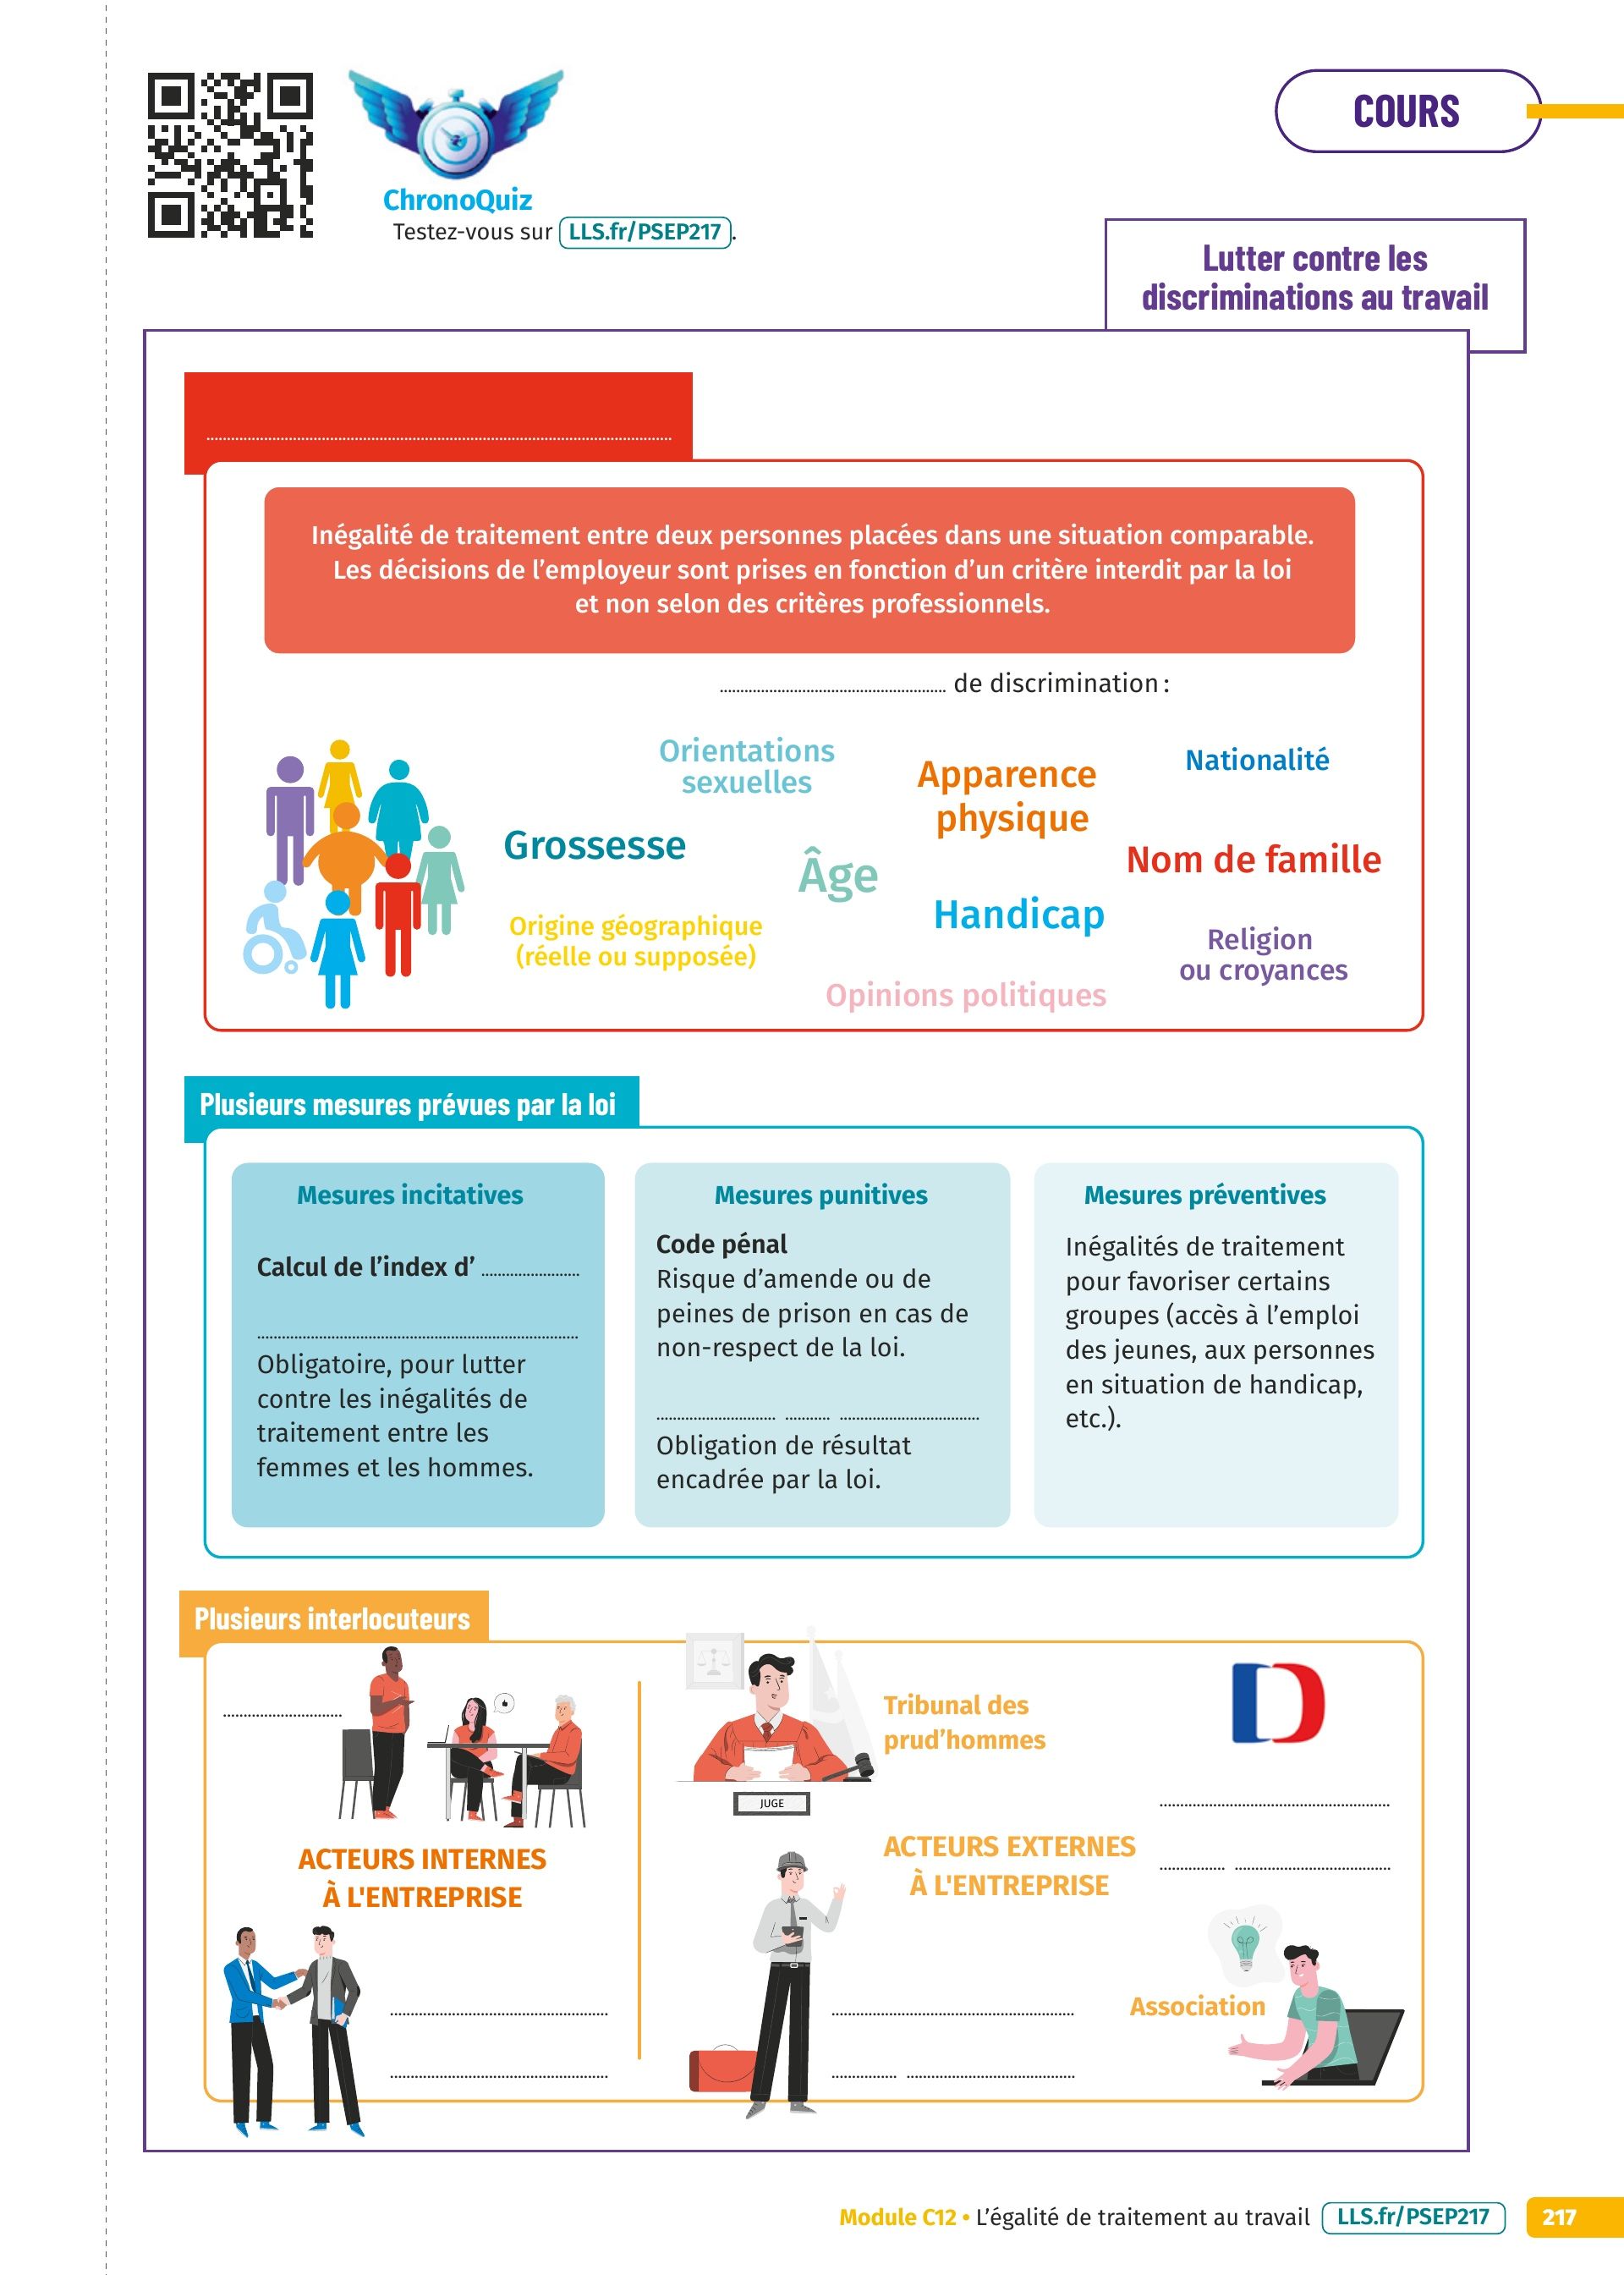 COURS
ChronoQuiz
Testez-vous sur LLS.fr/PSEP217.
Lutter contre les
discriminations au travail
Inégalité de traitement entre deux personnes placées dans une situation comparable.
Les décisions de l’employeur sont prises en fonction d’un critère interdit par la loi
et non selon des critères professionnels.
de discrimination :
Orientations
sexuelles
Apparence
physique
Nationalité
Grossesse
Âge
Nom de famille
Handicap
Origine géographique
(réelle ou supposée)
Religion
ou croyances
Opinions politiques
Plusieurs mesures prévues par la loi
Mesures incitatives
Calcul de l’index d’
Obligatoire, pour lutter
contre les inégalités de
traitement entre les
femmes et les hommes.
Mesures punitives
Code pénal
Risque d’amende ou de
peines de prison en cas de
non-respect de la loi.
Obligation de résultat
encadrée par la loi.
Mesures préventives
Inégalités de traitement
pour favoriser certains
groupes (accès à l’emploi
des jeunes, aux personnes
en situation de handicap,
etc.).
Plusieurs interlocuteurs
ACTEURS INTERNES
À L'ENTREPRISE
Tribunal des
prud’hommes
JUGE
D
ACTEURS EXTERNES
À L'ENTREPRISE
Association
Module C12 • L’égalité de traitement au travail LLS.fr/PSEP217 217